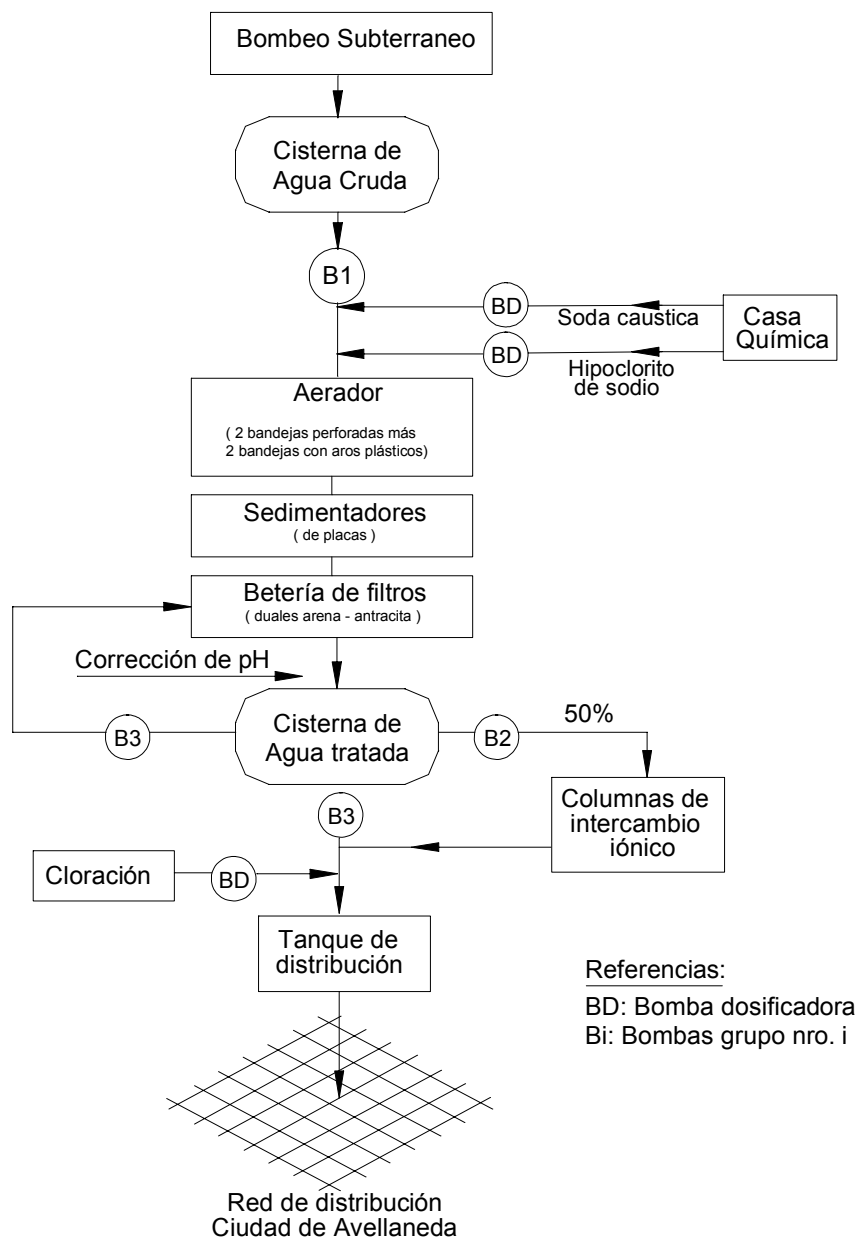 Bombeo Subterraneo
Cisterna de
Agua Cruda
B1
BD
Soda caustica
Casa
Química
BD
Hipoclorito
de sodio
Aerador
( 2 bandejas perforadas más
2 bandejas con aros plásticos)
Sedimentadores
( de placas )
Betería de filtros
( duales arena - antracita )
Corrección de pH
Cisterna de
Agua tratada
B3
B2
50%
Columnas de
intercambio
iónico
B3
Cloración
BD
Tanque de
distribución
Referencias:
BD: Bomba dosificadora
Bi: Bombas grupo nro. i
Red de distribución
Ciudad de Avellaneda